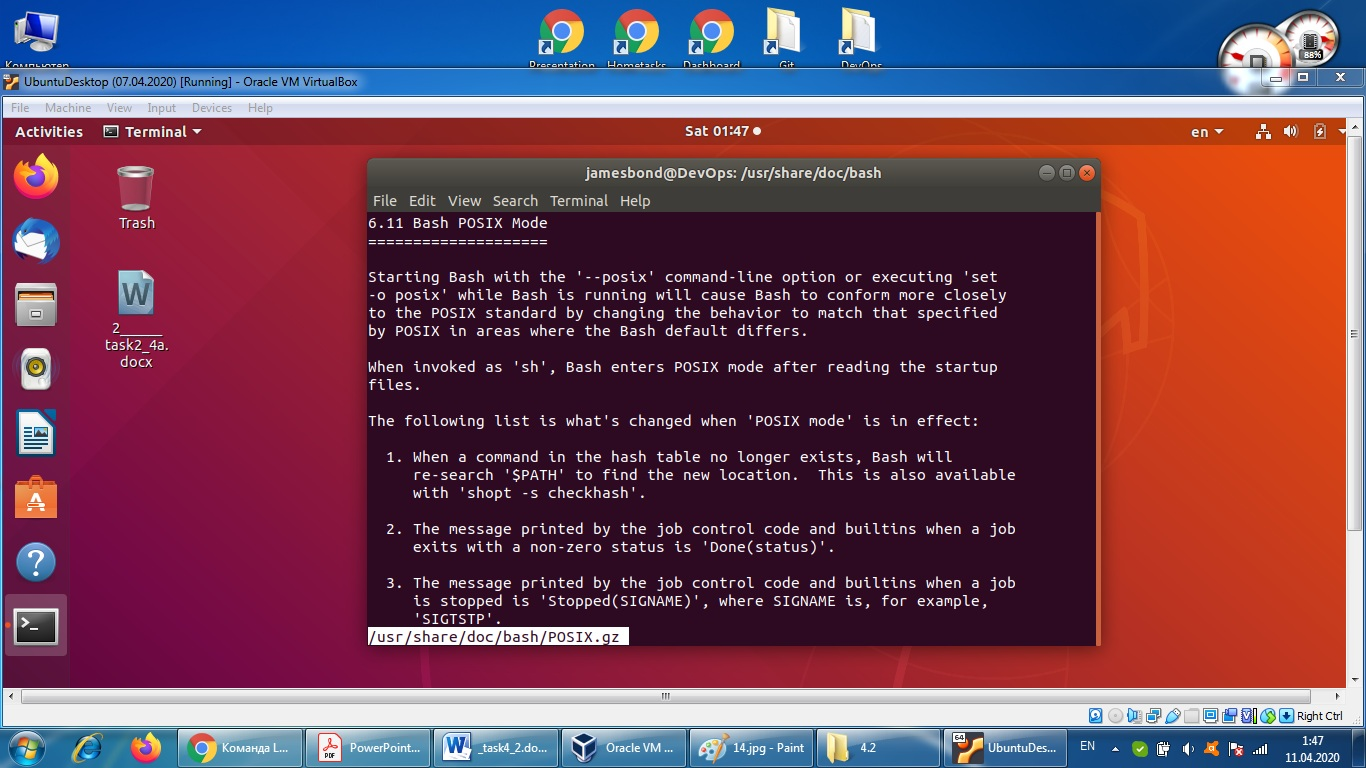 Компьютер
Presentation
Hometasks
Dashboard
Git
DevOps
88%
UbuntuDesktop (07.04.2020) [Running] - Oracle VM VirtualBox
File Machine View Input Devices Help
Activities Terminal Sat 01:47 en
Trash
2______
task2_4a.
docx
jamesbond@DevOps: /usr/share/doc/bash
File Edit View Search Terminal Help
6.11 Bash POSIX Mode
====================
Starting Bash with the '--posix' command-line option or executing 'set
-o posix' while Bash is running will cause Bash to conform more closely
to the POSIX standard by changing the behavior to match that specified
by POSIX in areas where the Bash default differs.
When invoked as 'sh', Bash enters POSIX mode after reading the startup
files.
The following list is what's changed when 'POSIX mode' is in effect:
1. When a command in the hash table no longer exists, Bash will
re-search '$PATH' to find the new location.  This is also available
with 'shopt -s checkhash'.
2. The message printed by the job control code and builtins when a job
exits with a non-zero status is 'Done(status)'.
3. The message printed by the job control code and builtins when a job
is stopped is 'Stopped(SIGNAME)', where SIGNAME is, for example,
'SIGTSTP'.
/usr/share/doc/bash/POSIX.gz
Right Ctrl
Команда L...
PowerPoint...
_task4_2.do...
Oracle VM ...
14.jpg - Paint
4.2
64
UbuntuDes...
EN
1:47
11.04.2020